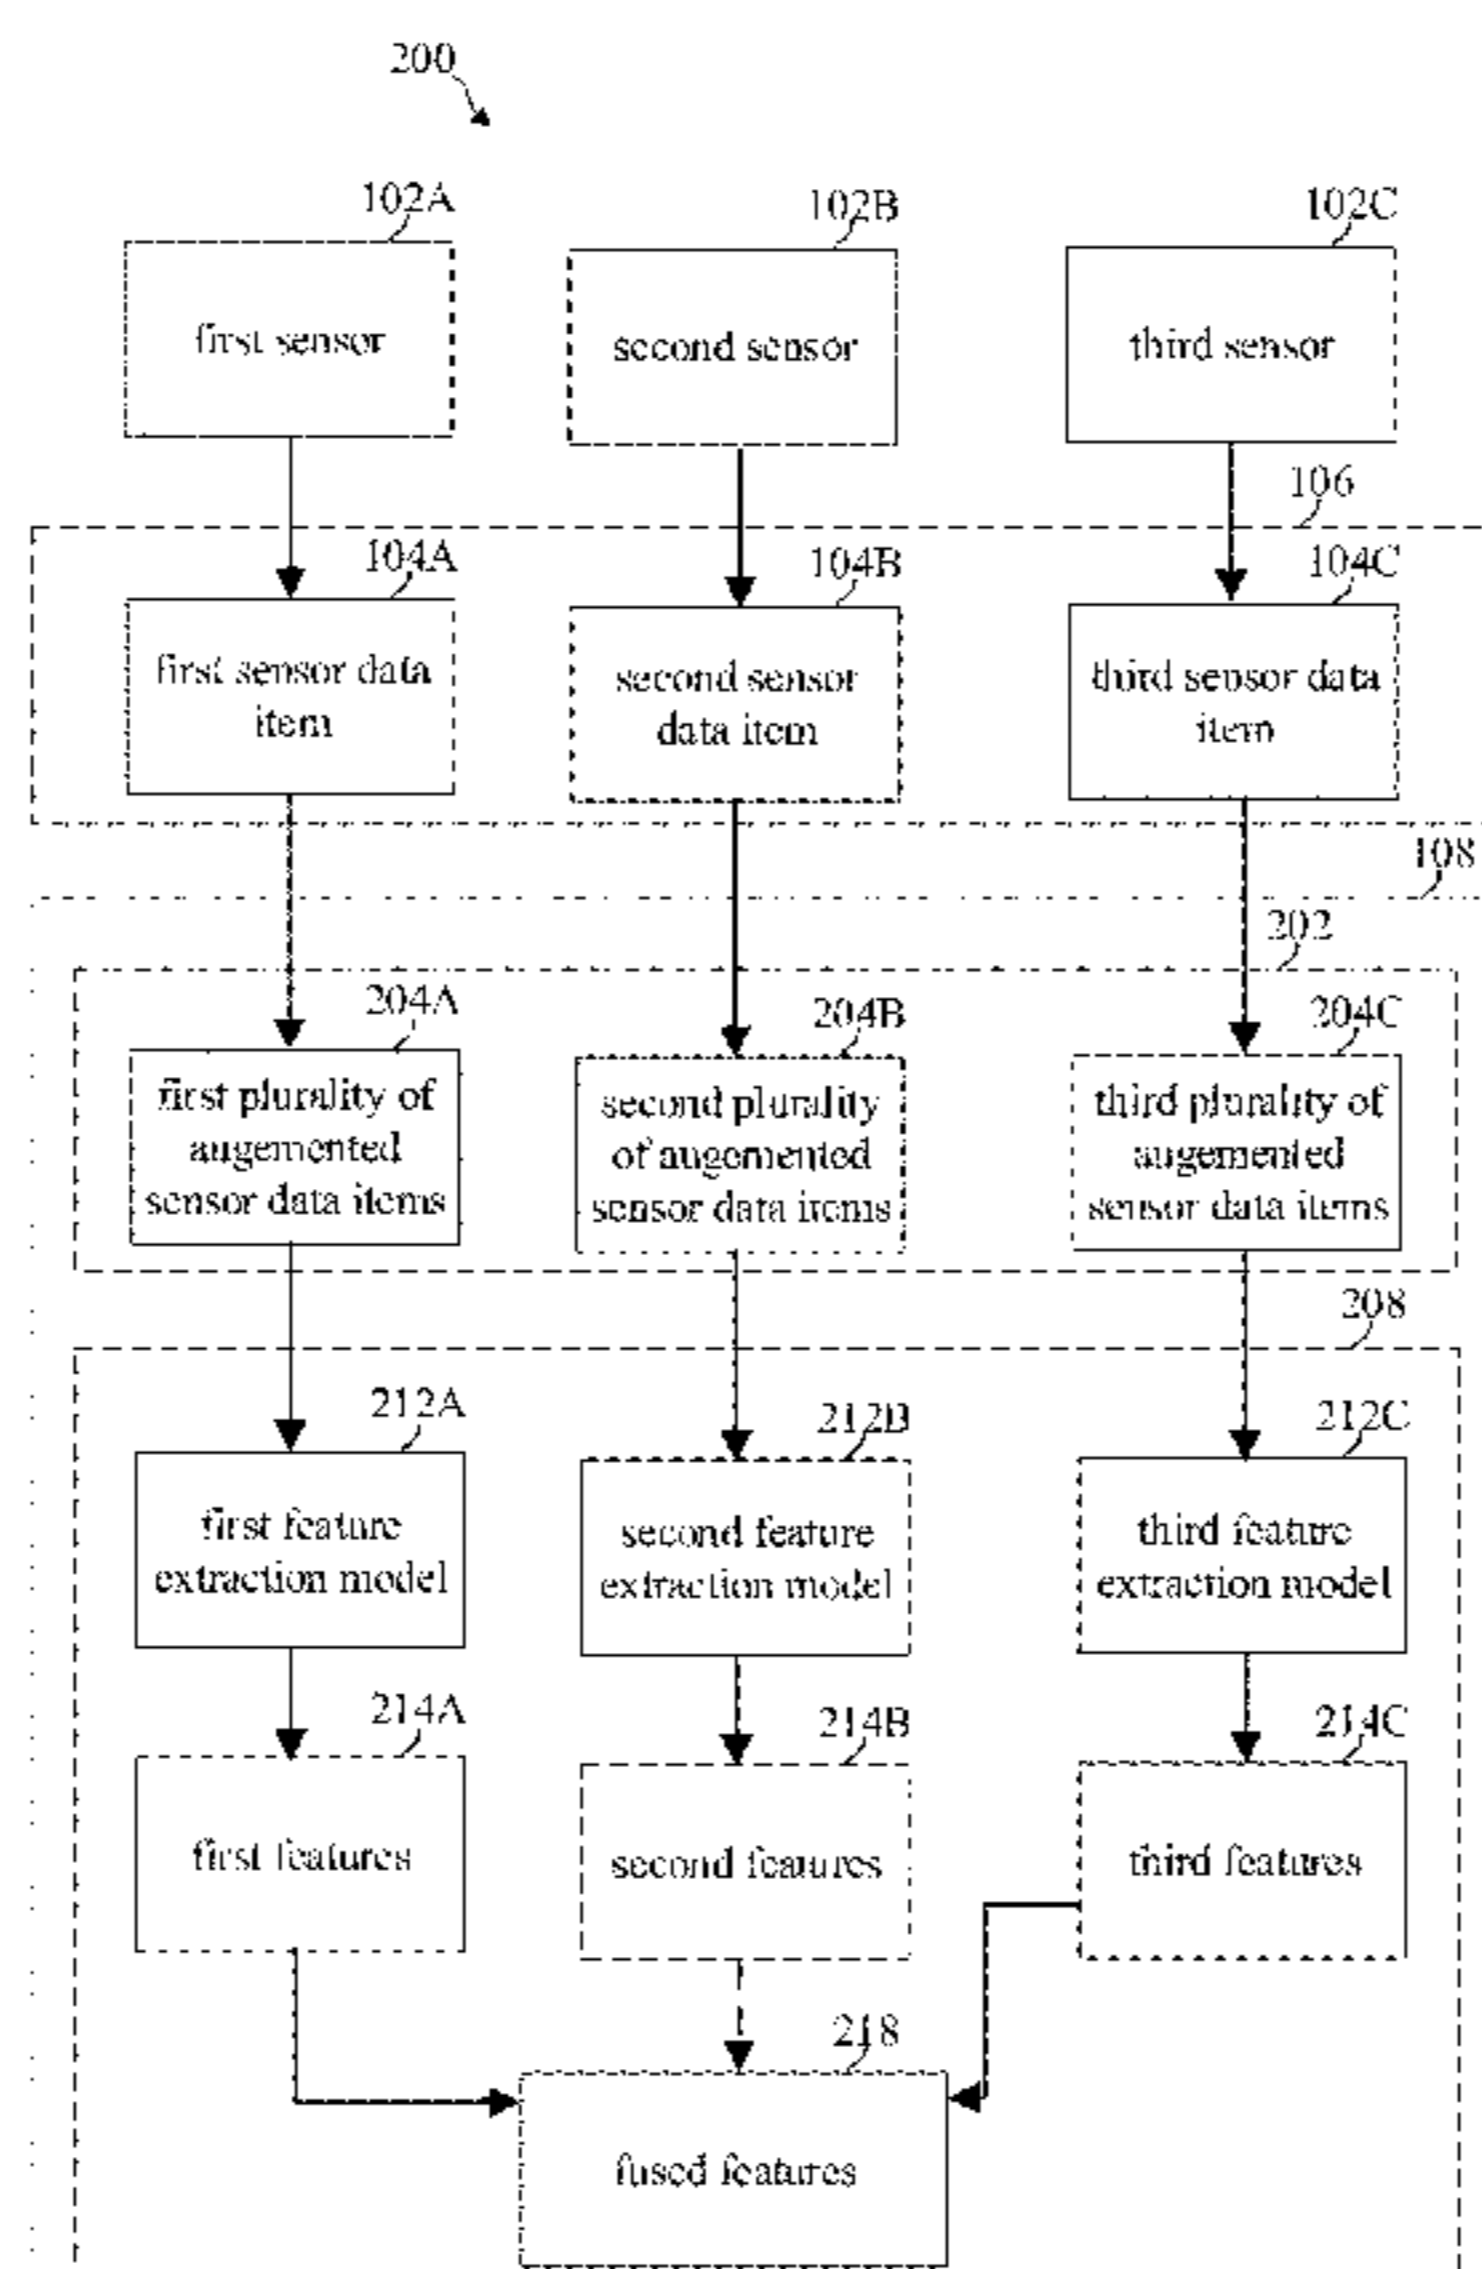 200
102A
102B
102C
first sensor
second sensor
third sensor
106
104A
104B
104C
first sensor data
item
second sensor
data item
third sensor data
item
108
202
204A
204B
204C
first plurality of
augemented
sensor data items
second plurality
of augemented
sensor data items
third plurality of
augemented
sensor data items
208
212A
212B
212C
first feature
extraction model
second feature
extraction model
third feature
extraction model
214A
214B
214C
first features
second features
third features
218
fused features